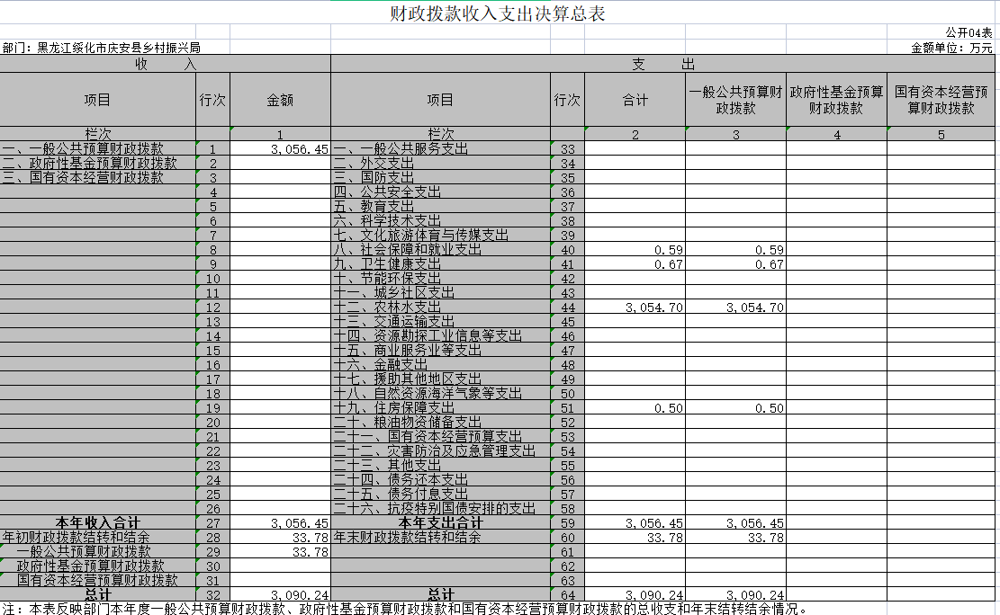 财政拨款收入支出决算总表
公开04表
部门：黑龙江绥化市庆安县乡村振兴局 金额单位：万元
收 入 支 出
项目 行次 金额 项目 行次 合计 一般公共预算财政拨款 政府性基金预算财政拨款 国有资本经营预算财政拨款
栏次 1 栏次 2 3 4 5
一、一般公共预算财政拨款 1 3,056.45 一、一般公共服务支出 33
二、政府性基金预算财政拨款 2 二、外交支出 34
三、国有资本经营财政拨款 3 三、国防支出 35
4 四、公共安全支出 36
5 五、教育支出 37
6 六、科学技术支出 38
7 七、文化旅游体育与传媒支出 39
8 八、社会保障和就业支出 40 0.59 0.59
9 九、卫生健康支出 41 0.67 0.67
10 十、节能环保支出 42
11 十一、城乡社区支出 43
12 十二、农林水支出 44 3,054.70 3,054.70
13 十三、交通运输支出 45
14 十四、资源勘探工业信息等支出 46
15 十五、商业服务业等支出 47
16 十六、金融支出 48
17 十七、援助其他地区支出 49
18 十八、自然资源海洋气象等支出 50
19 十九、住房保障支出 51 0.50 0.50
20 二十、粮油物资储备支出 52
21 二十一、国有资本经营预算支出 53
22 二十二、灾害防治及应急管理支出 54
23 二十三、其他支出 55
24 二十四、债务还本支出 56
25 二十五、债务付息支出 57
26 二十六、抗疫特别国债安排的支出 58
本年收入合计 27 3,056.45 本年支出合计 59 3,056.45 3,056.45
年初财政拨款结转和结余 28 33.78 年末财政拨款结转和结余 60 33.78 33.78
一般公共预算财政拨款 29 33.78 61
政府性基金预算财政拨款 30 62
国有资本经营预算财政拨款 31 63
总计 32 3,090.24 总计 64 3,090.24 3,090.24
注：本表反映部门本年度一般公共预算财政拨款、政府性基金预算财政拨款和国有资本经营预算财政拨款的总收支和年末结转结余情况。